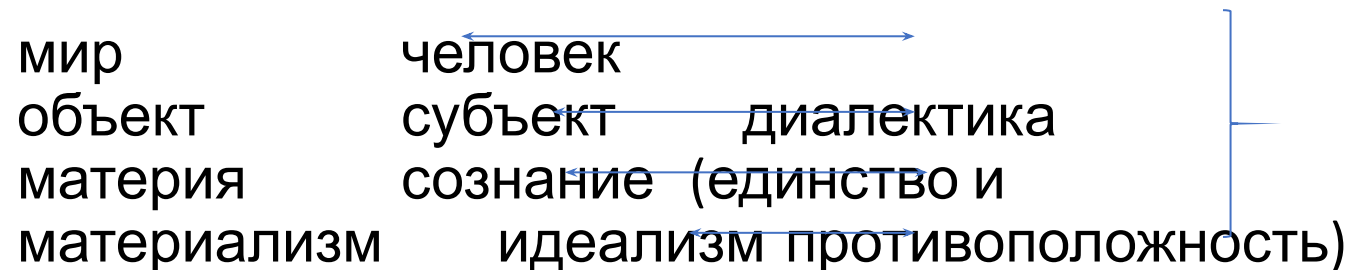 мир человек
объект субъект диалектика
материя сознание (единство и
материализм идеализм противоположность)